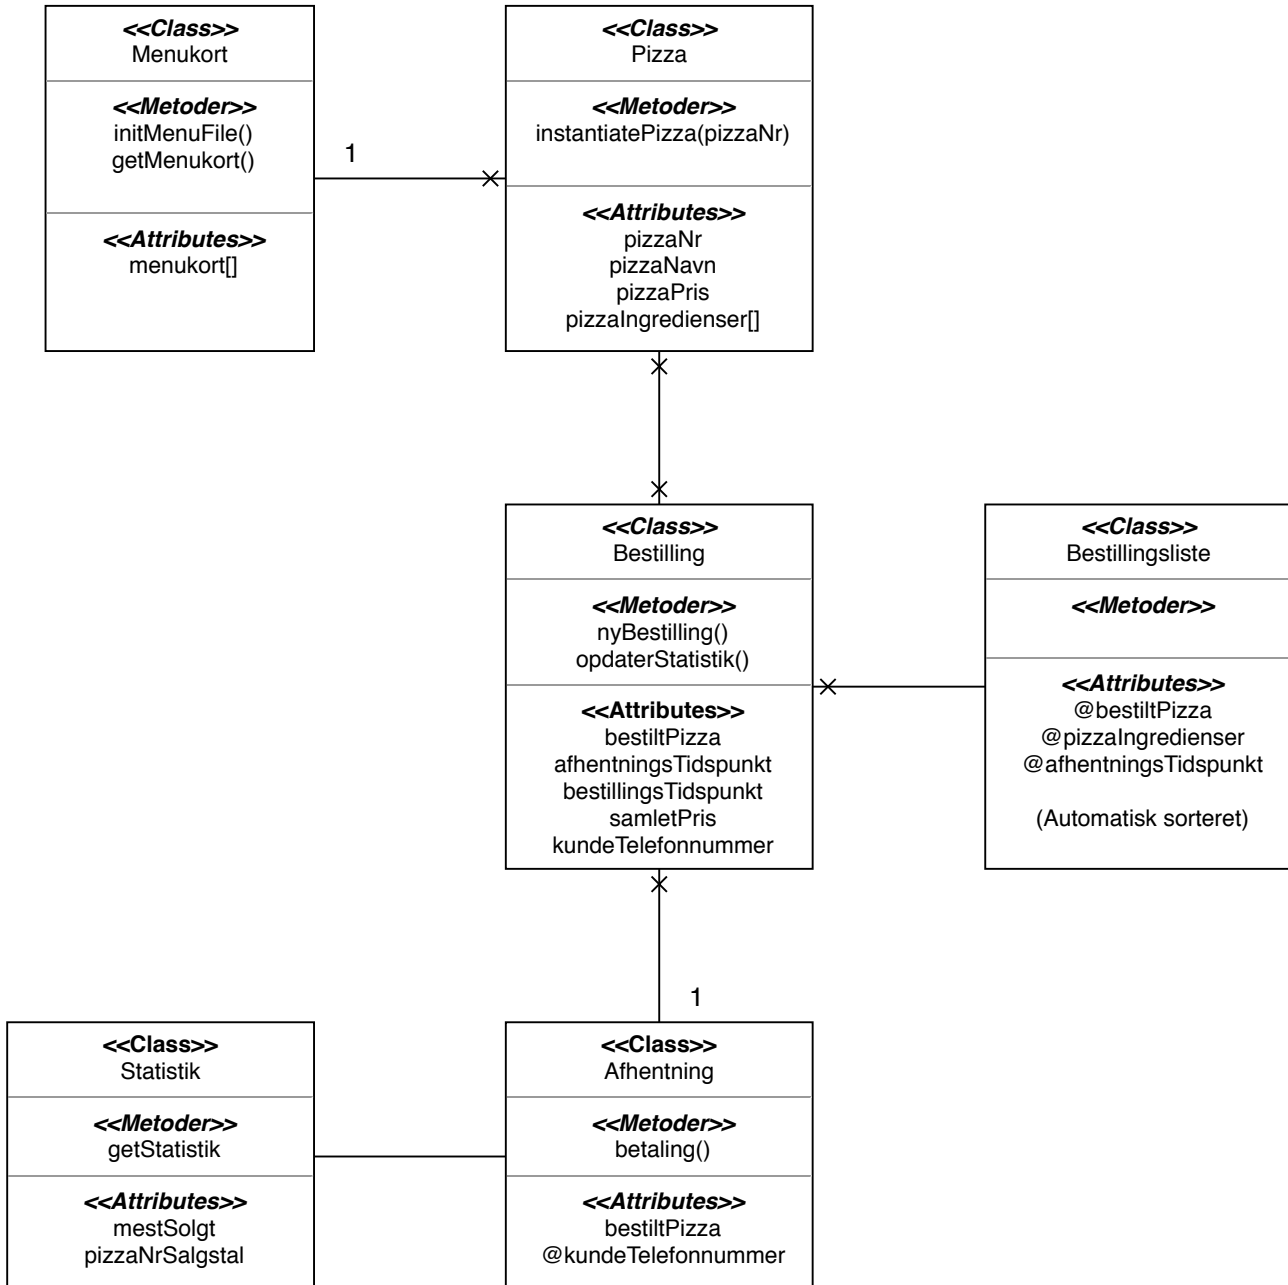 <<Class>>
Menukort
<<Metoder>>
initMenuFile()
getMenukort()
<<Attributes>>
menukort[]
1
<<Class>>
Pizza
<<Metoder>>
instantiatePizza(pizzaNr)
<<Attributes>>
pizzaNr
pizzaNavn
pizzaPris
pizzaIngredienser[]
<<Class>>
Bestilling
<<Metoder>>
nyBestilling()
opdaterStatistik()
<<Attributes>>
bestiltPizza
afhentningsTidspunkt
bestillingsTidspunkt
samletPris
kundeTelefonnummer
<<Class>>
Bestillingsliste
<<Metoder>>
<<Attributes>>
@bestiltPizza
@pizzaIngredienser
@afhentningsTidspunkt
(Automatisk sorteret)
1
<<Class>>
Statistik
<<Metoder>>
getStatistik
<<Attributes>>
mestSolgt
pizzaNrSalgstal
<<Class>>
Afhentning
<<Metoder>>
betaling()
<<Attributes>>
bestiltPizza
@kundeTelefonnummer